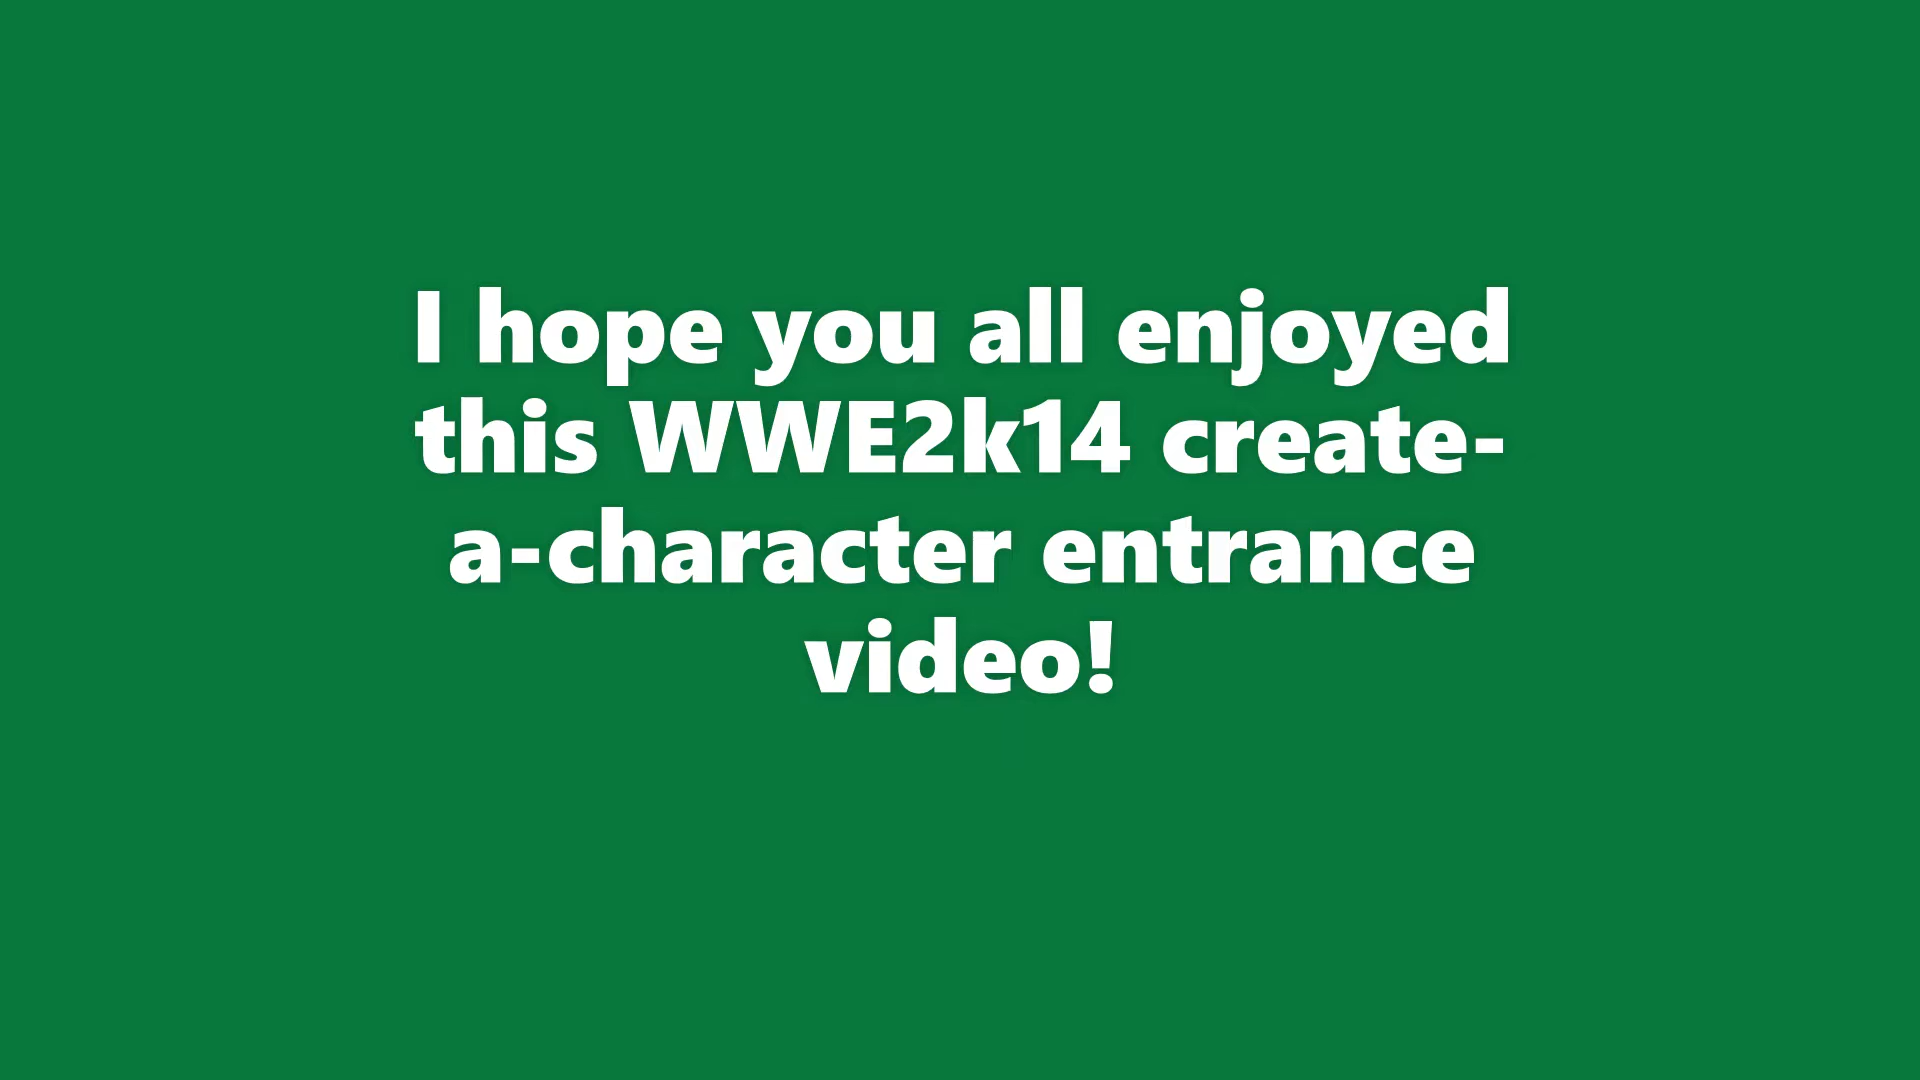 I hope you all enjoyed
this WWE2k14 create-
a-character entrance
video!